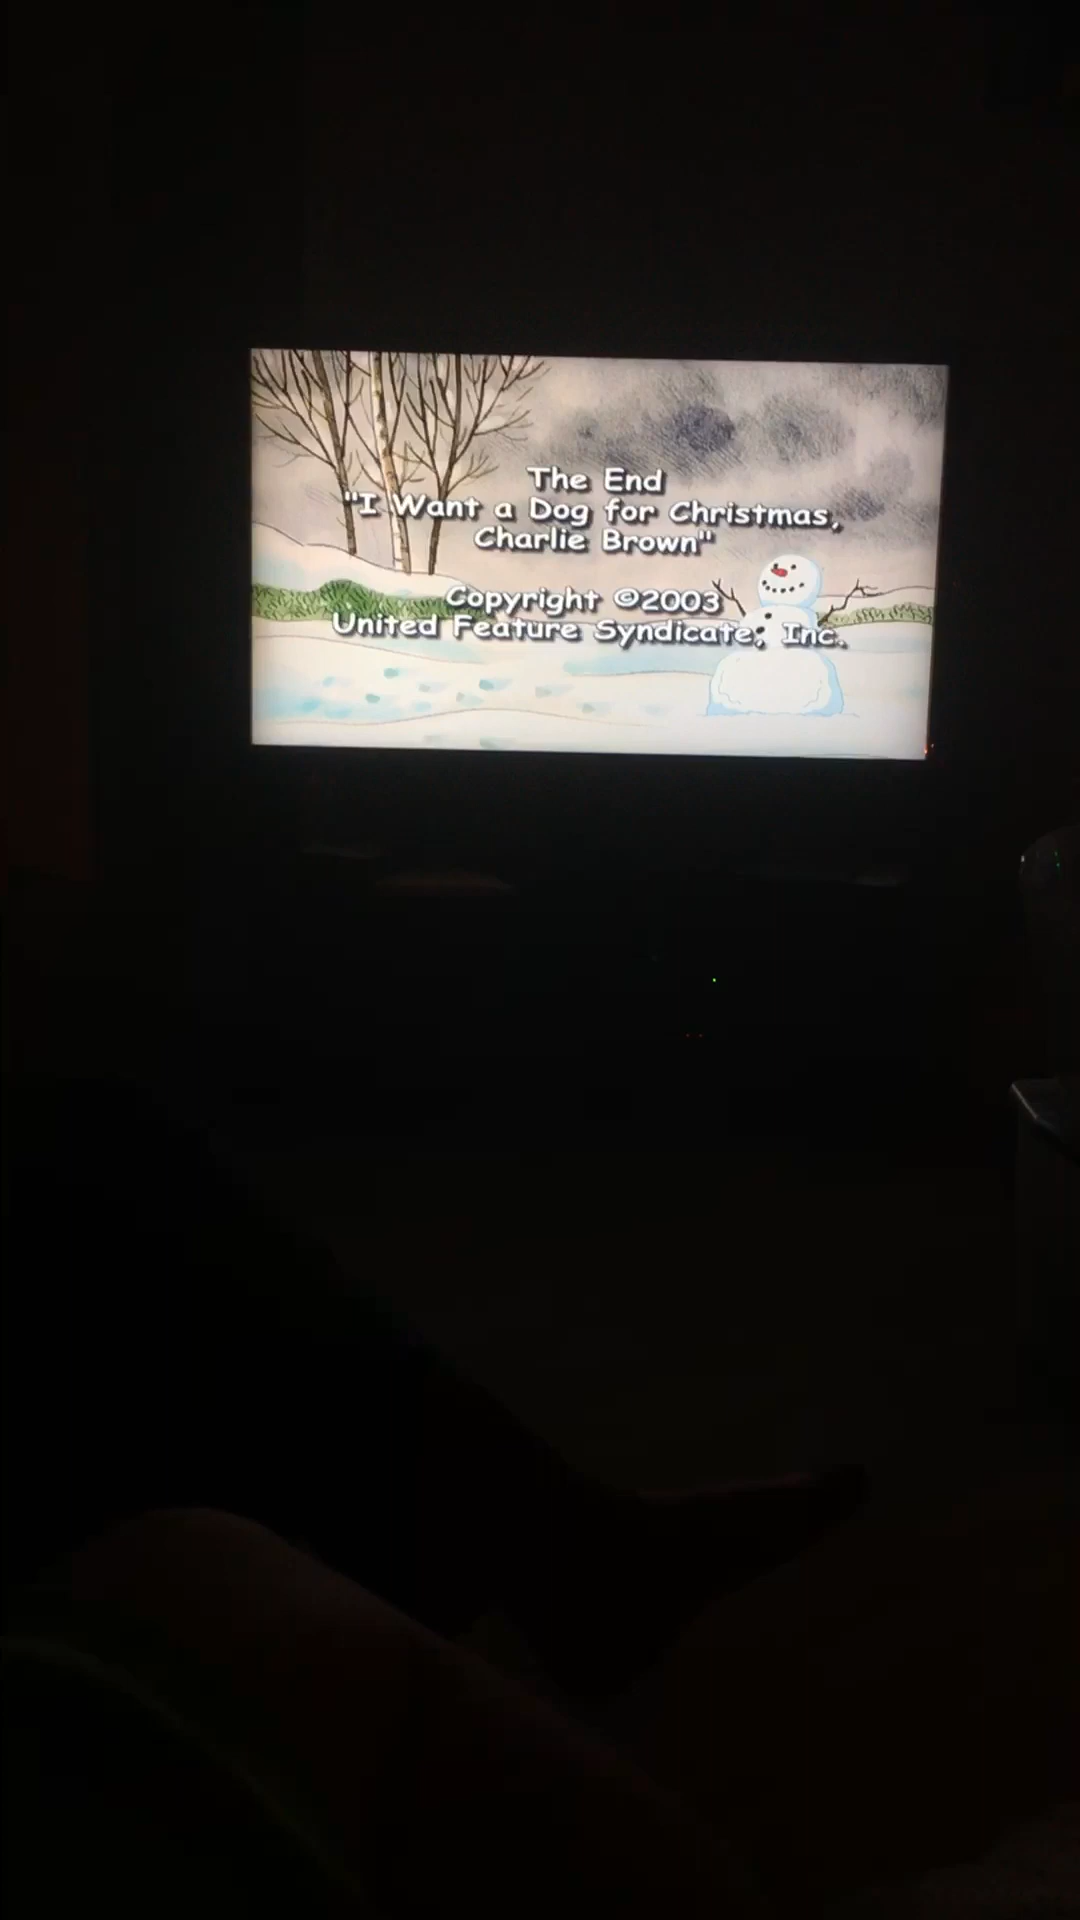 The End
"I Want a Dog for Christmas,
Charlie Brown"
Copyright ©2003
United Feature Syndicate, Inc.